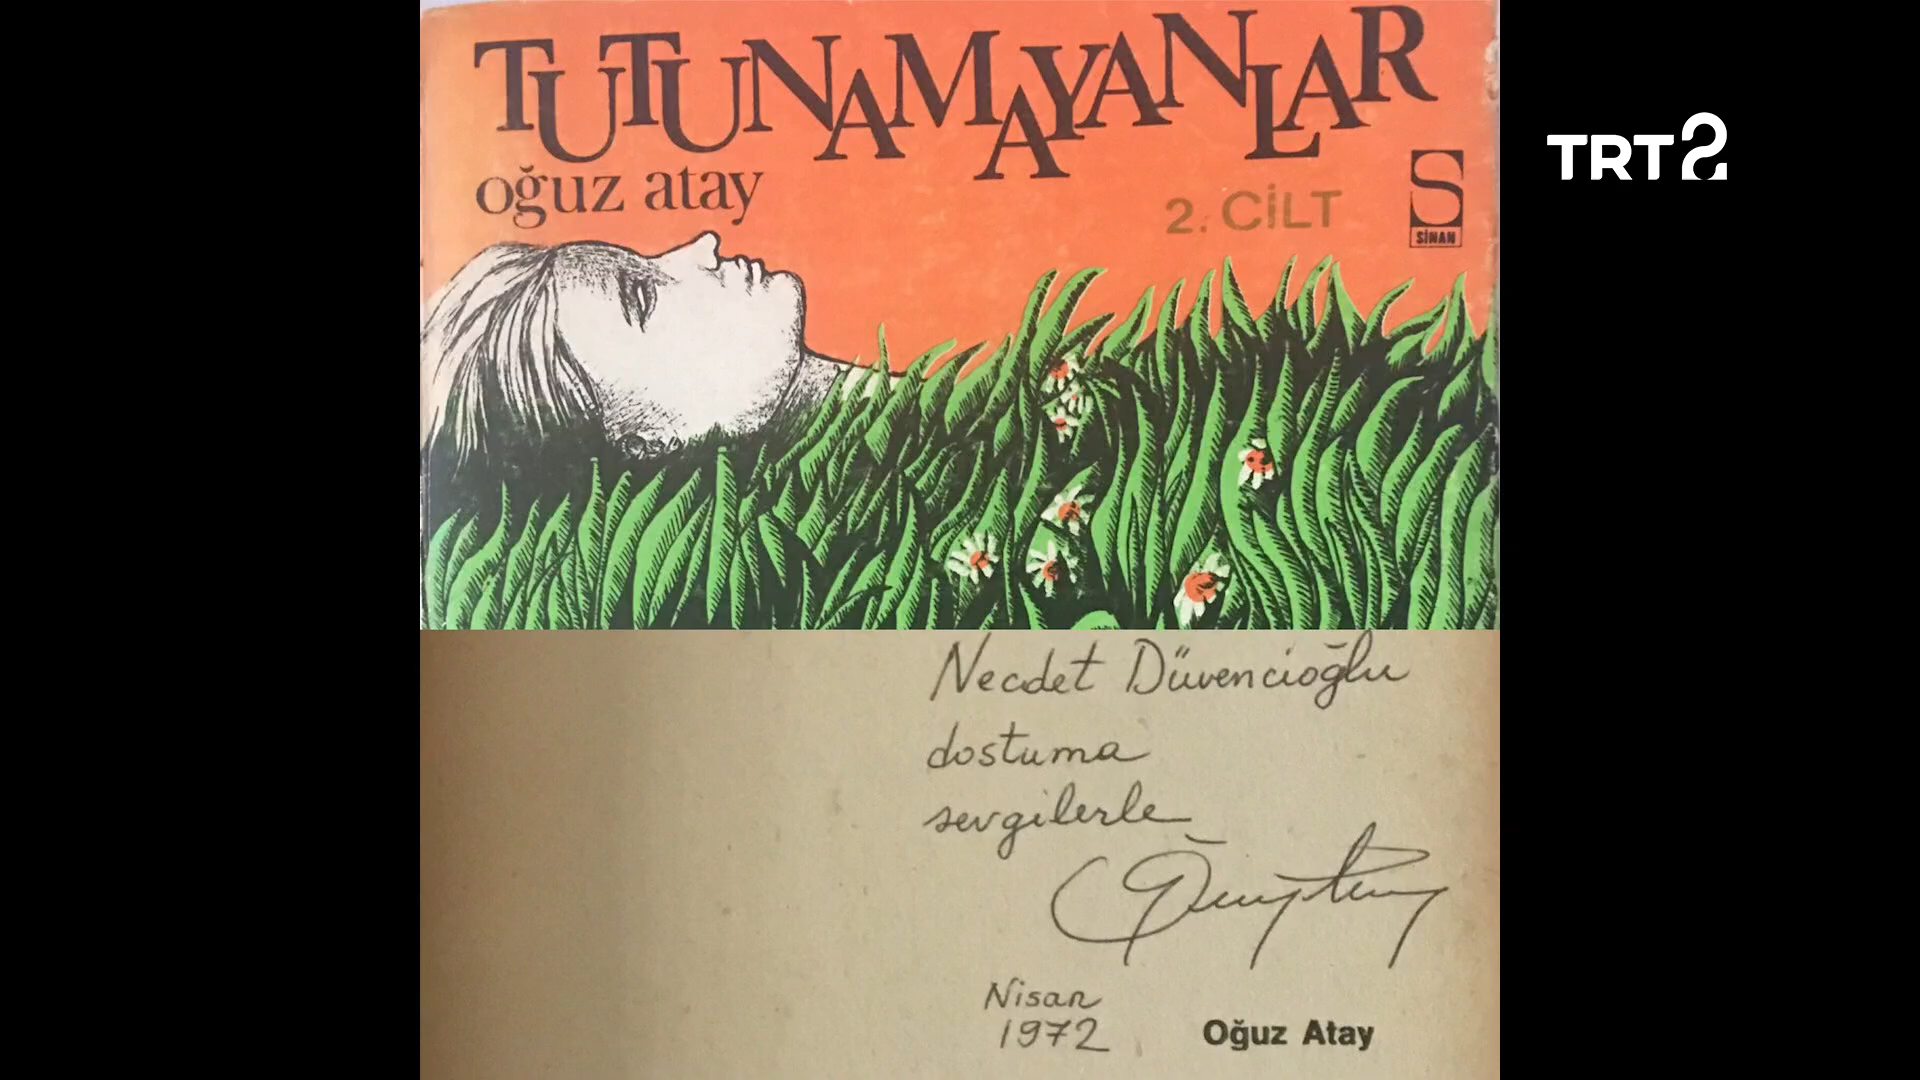 TUTUNAMAYANLAR
oğuz atay
2. CİLT
S
SİNAN
TRT2
Necdet Düvencioğlu
dostuma
sevgilerle
Nisan
1972
Oğuz Atay